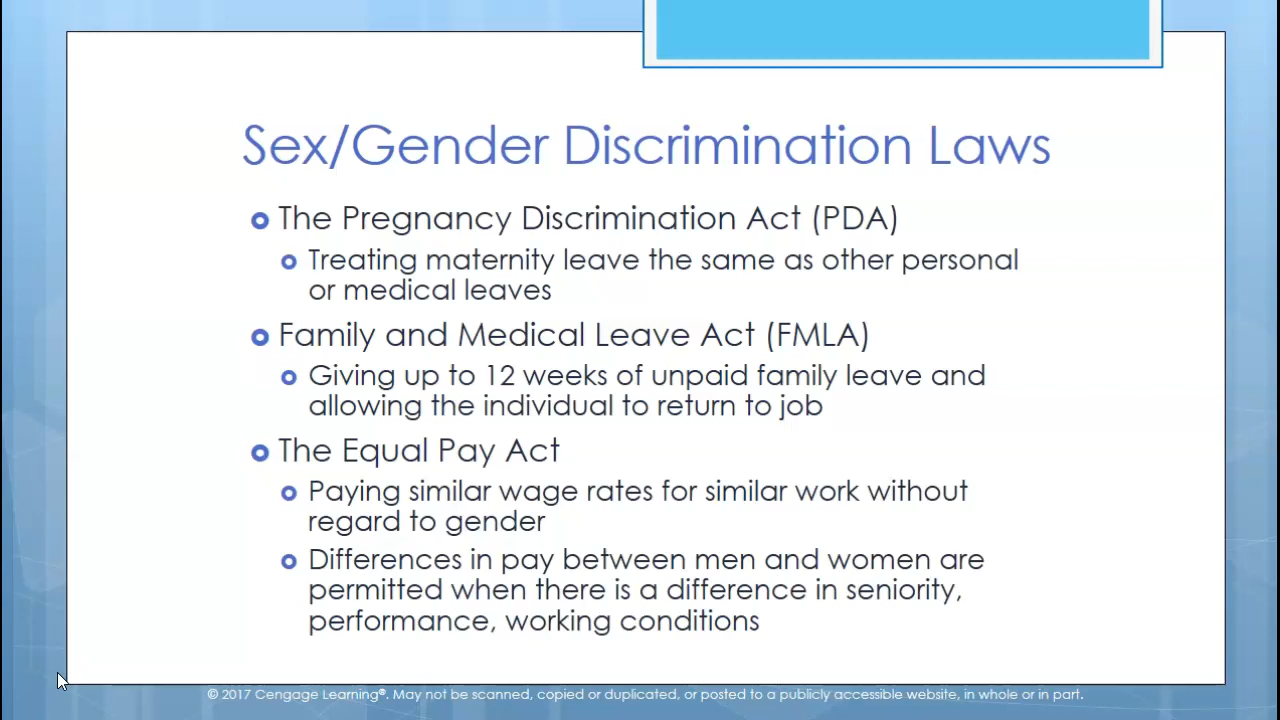 Sex/Gender Discrimination Laws
The Pregnancy Discrimination Act (PDA)
Treating maternity leave the same as other personal
or medical leaves
Family and Medical Leave Act (FMLA)
Giving up to 12 weeks of unpaid family leave and
allowing the individual to return to job
The Equal Pay Act
Paying similar wage rates for similar work without
regard to gender
Differences in pay between men and women are
permitted when there is a difference in seniority,
performance, working conditions
© 2017 Cengage Learning®. May not be scanned, copied or duplicated, or posted to a publicly accessible website, in whole or in part.